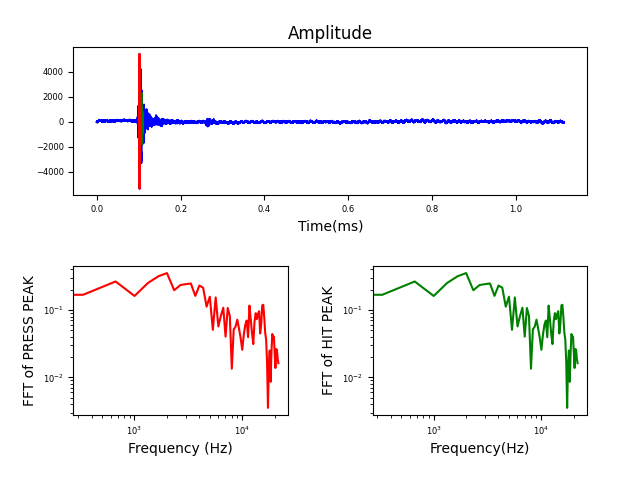 Amplitude
4000
2000
0
−2000
−4000
0.0 0.2 0.4 0.6 0.8 1.0
Time(ms)
FFT of PRESS PEAK
10⁻¹
10⁻²
10³ 10⁴
Frequency (Hz)
FFT of HIT PEAK
10⁻¹
10⁻²
10³ 10⁴
Frequency(Hz)